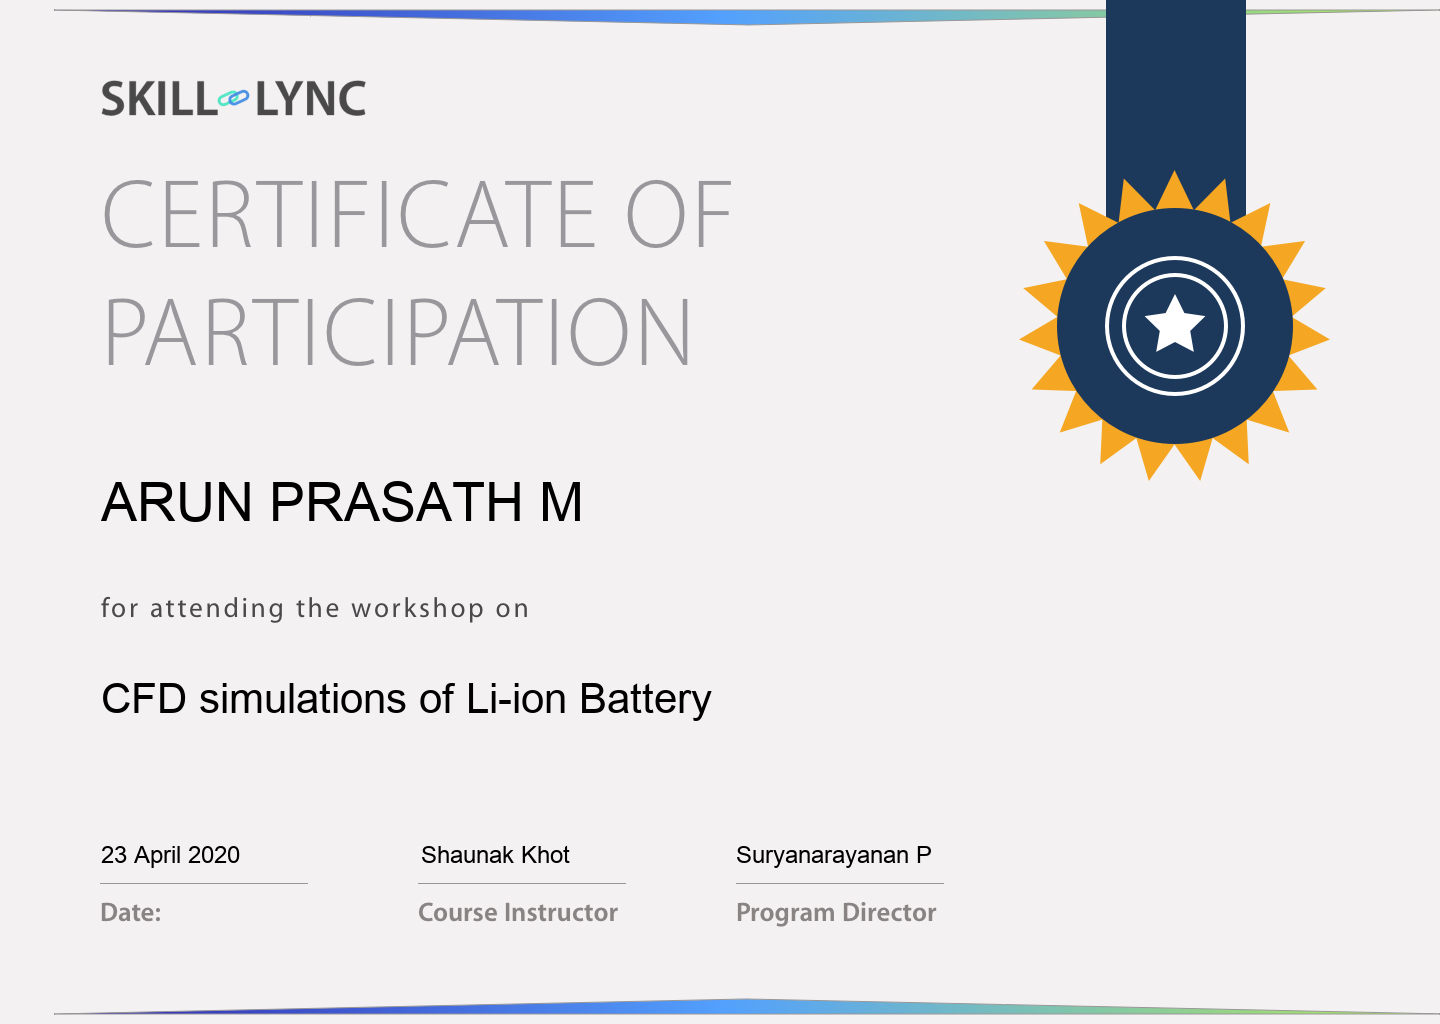 SKILL LYNC
CERTIFICATE OF
PARTICIPATION
ARUN PRASATH M
for attending the workshop on
CFD simulations of Li-ion Battery
23 April 2020
Shaunak Khot
Suryanarayanan P
Date:
Course Instructor
Program Director